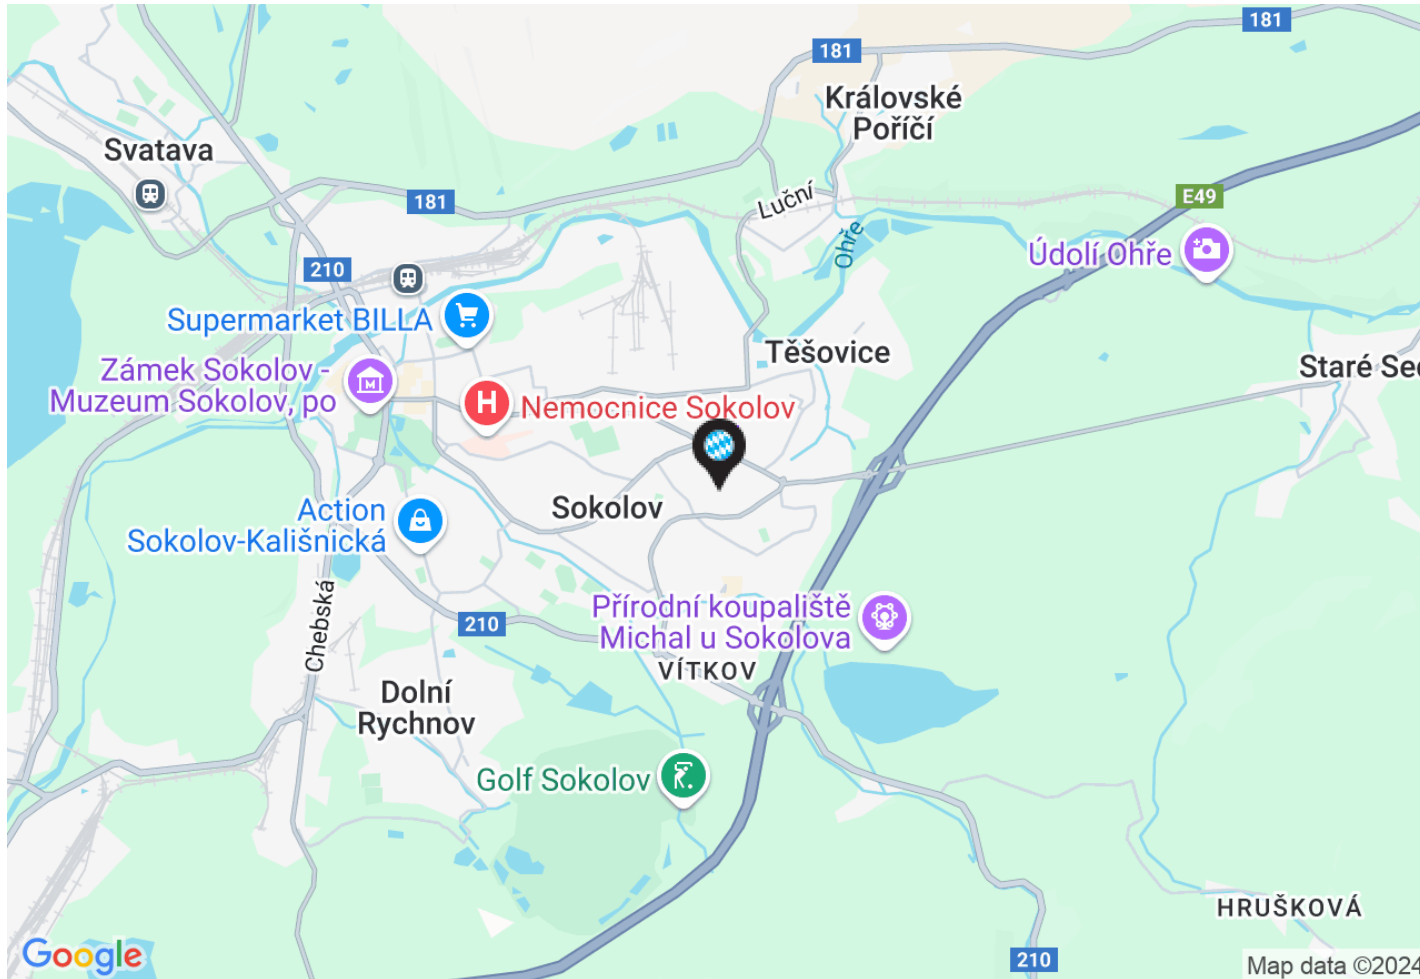 181
181
Královské
Poříčí
Svatava
181
Luční
E49
Ohře
Údolí Ohře
210
Supermarket BILLA
Těšovice
Zámek Sokolov -
Muzeum Sokolov, po
Staré Sed
H
Nemocnice Sokolov
M
Action
Sokolov-Kališnická
Sokolov
Chebská
210
Přírodní koupaliště
Michal u Sokolova
VÍTKOV
Dolní
Rychnov
Golf Sokolov
HRUŠKOVÁ
Google
210
Map data ©2024